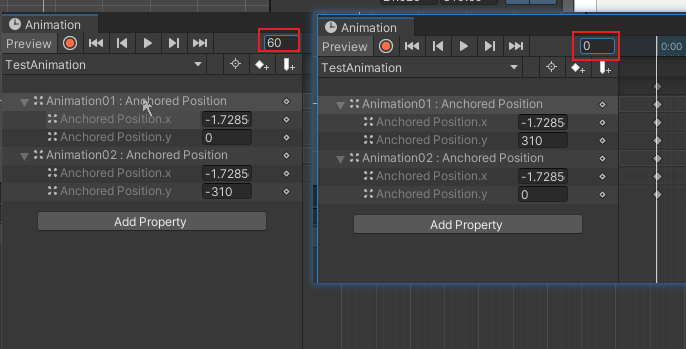 Animation
Preview
60
TestAnimation
Animation01 : Anchored Position
Anchored Position.x
-1.7285
Anchored Position.y
0
Animation02 : Anchored Position
Anchored Position.x
-1.7285
Anchored Position.y
-310
Add Property
Animation
Preview
0
0:00
TestAnimation
Animation01 : Anchored Position
Anchored Position.x
-1.7285
Anchored Position.y
310
Animation02 : Anchored Position
Anchored Position.x
-1.7285
Anchored Position.y
0
Add Property